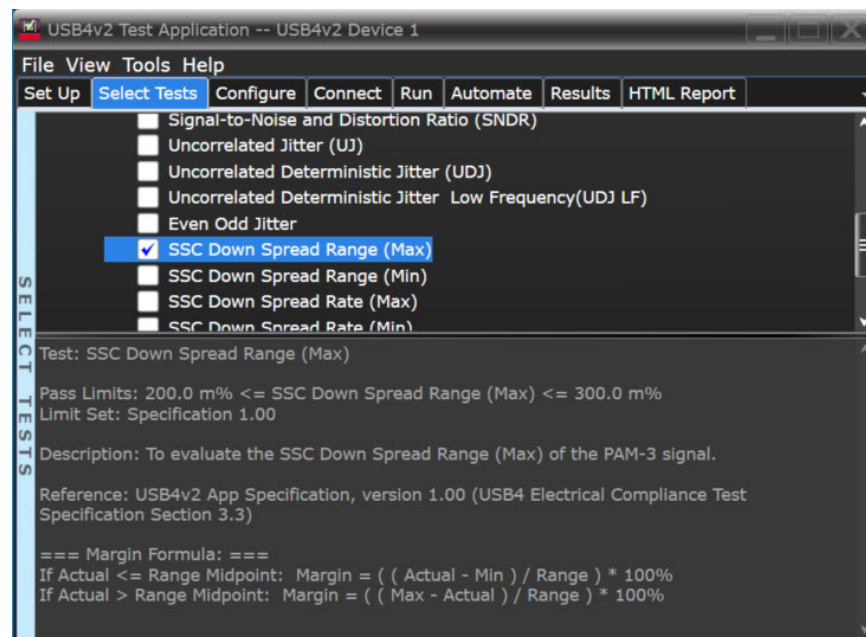 USB4v2 Test Application -- USB4v2 Device 1
File View Tools Help
Set Up Select Tests Configure Connect Run Automate Results HTML Report
Signal-to-Noise and Distortion Ratio (SNDR)
Uncorrelated Jitter (UJ)
Uncorrelated Deterministic Jitter (UDJ)
Uncorrelated Deterministic Jitter Low Frequency(UDJ LF)
Even Odd Jitter
SSC Down Spread Range (Max)
SSC Down Spread Range (Min)
SSC Down Spread Rate (Max)
SSC Down Spread Rate (Min)
SELECT TESTS
Test: SSC Down Spread Range (Max)
Pass Limits: 200.0 m% <= SSC Down Spread Range (Max) <= 300.0 m%
Limit Set: Specification 1.00
Description: To evaluate the SSC Down Spread Range (Max) of the PAM-3 signal.
Reference: USB4v2 App Specification, version 1.00 (USB4 Electrical Compliance Test
Specification Section 3.3)
=== Margin Formula: ===
If Actual <= Range Midpoint: Margin = ( ( Actual - Min ) / Range ) * 100%
If Actual > Range Midpoint: Margin = ( ( Max - Actual ) / Range ) * 100%